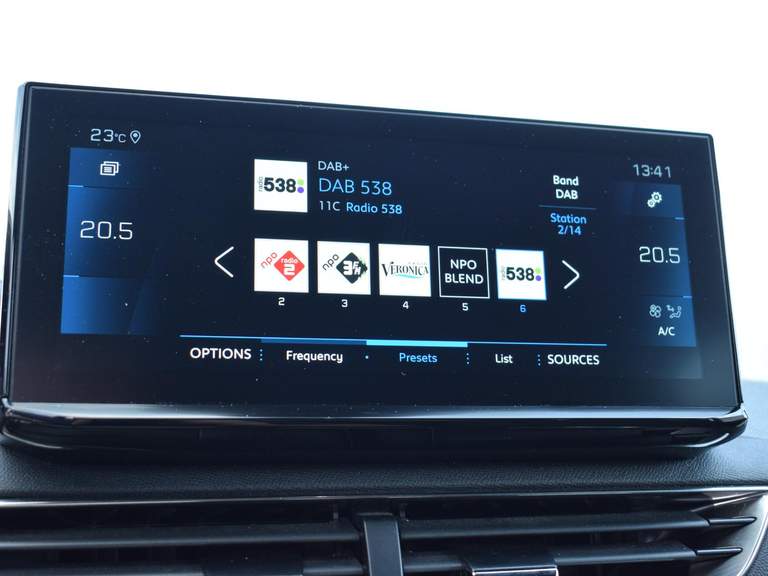 23°C
13:41
20.5
radio 538
DAB+
DAB 538
11C Radio 538
Band
DAB
Station
2/14
20.5
A/C
npo radio 2
npo 3FM
VERONICA
NPO
BLEND
538
2 3 4 5 6
OPTIONS Frequency Presets List SOURCES